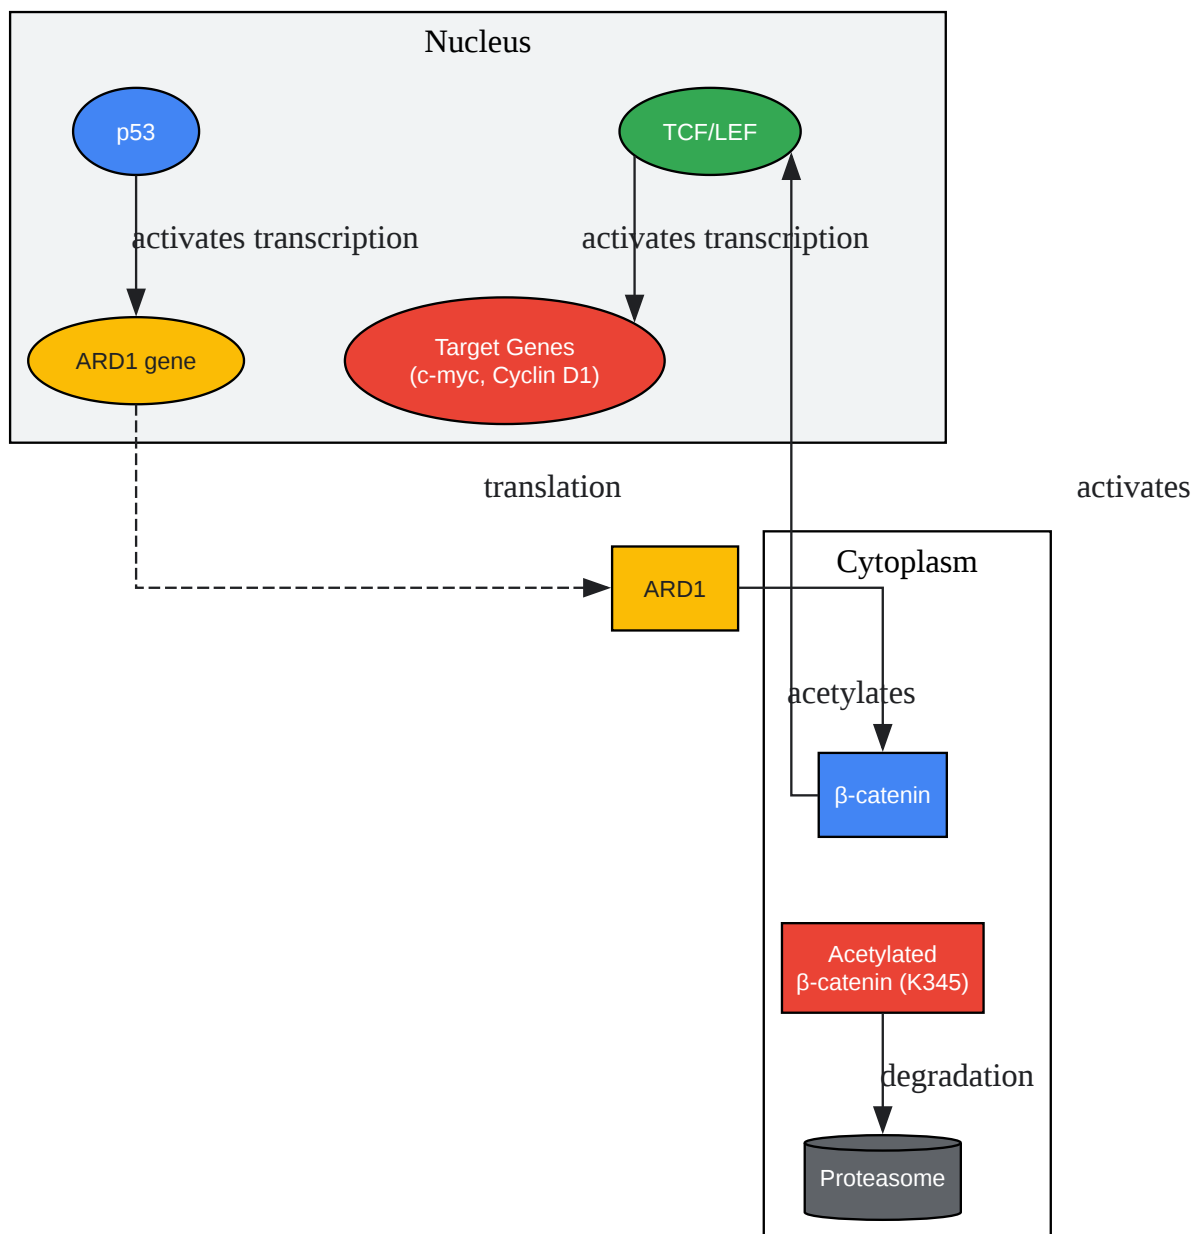 Nucleus
p53
TCF/LEF
activates transcription
activates transcription
ARD1 gene
Target Genes
(c-myc, Cyclin D1)
translation
activates
Cytoplasm
ARD1
acetylates
β-catenin
Acetylated
β-catenin (K345)
degradation
Proteasome